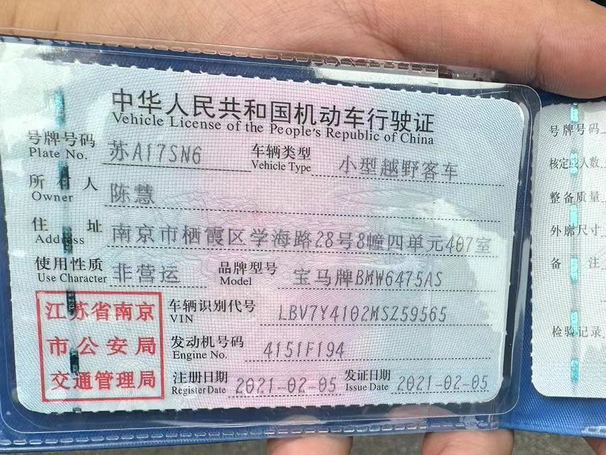 中华人民共和国机动车行驶证
Vehicle License of the People's Republic of China
号牌号码 苏A17SN6 车辆类型 小型越野客车
Plate No. Vehicle Type
所有人 陈慧
Owner
住址 南京市栖霞区学海路28号8幢四单元407室
Address
使用性质 非营运 品牌型号 宝马牌BMW6475AS
Use Character Model
江苏省南京
市公安局
交通管理局
车辆识别代号 LBV7Y4102MSZ59565
VIN
发动机号码 4151F194
Engine No.
注册日期 2021-02-05 发证日期 2021-02-05
Register Date Issue Date
号牌号码
核定
人数
整备质量
外廓尺寸
备注
检验记录